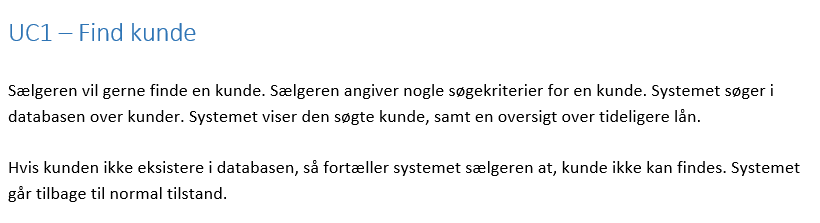 UC1 – Find kunde
Sælgeren vil gerne finde en kunde. Sælgeren angiver nogle søgekriterier for en kunde. Systemet søger i
databasen over kunder. Systemet viser den søgte kunde, samt en oversigt over tideligere lån.
Hvis kunden ikke eksistere i databasen, så fortæller systemet sælgeren at, kunde ikke kan findes. Systemet
går tilbage til normal tilstand.